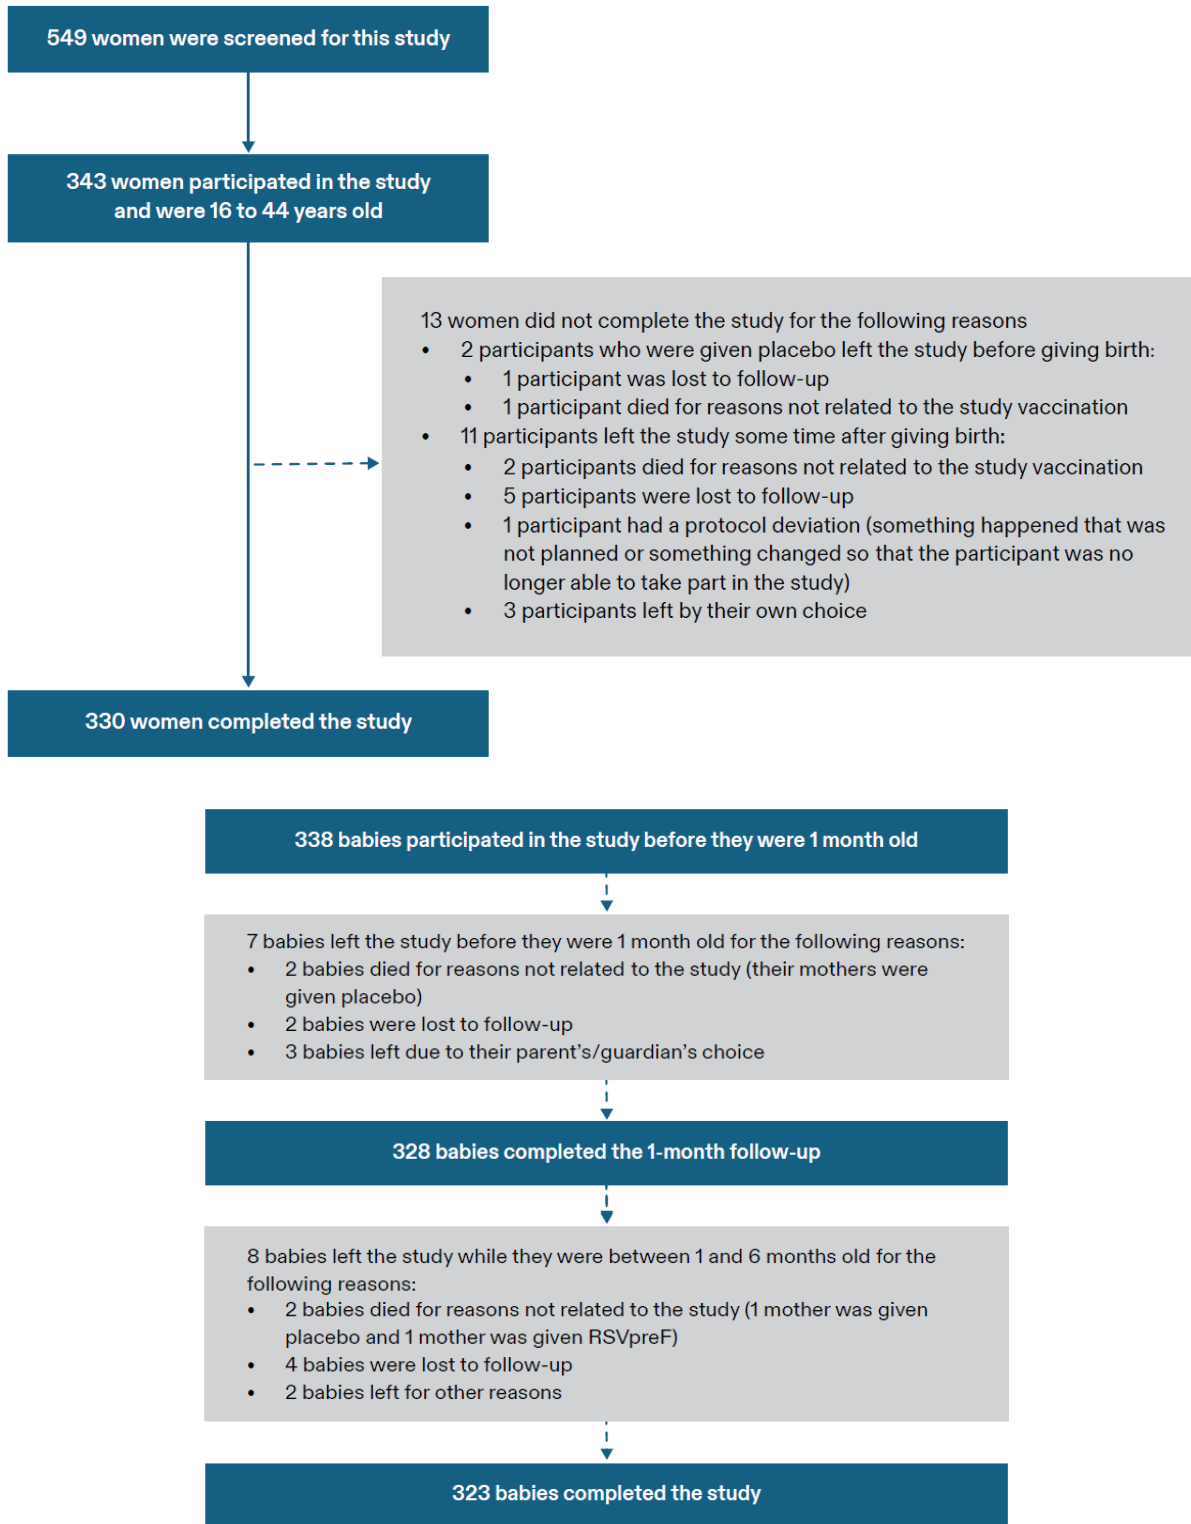 549 women were screened for this study
343 women participated in the study
and were 16 to 44 years old
13 women did not complete the study for the following reasons
• 2 participants who were given placebo left the study before giving birth:
• 1 participant was lost to follow-up
• 1 participant died for reasons not related to the study vaccination
• 11 participants left the study some time after giving birth:
• 2 participants died for reasons not related to the study vaccination
• 5 participants were lost to follow-up
• 1 participant had a protocol deviation (something happened that was
not planned or something changed so that the participant was no
longer able to take part in the study)
• 3 participants left by their own choice
330 women completed the study
338 babies participated in the study before they were 1 month old
7 babies left the study before they were 1 month old for the following reasons:
• 2 babies died for reasons not related to the study (their mothers were
given placebo)
• 2 babies were lost to follow-up
• 3 babies left due to their parent’s/guardian’s choice
328 babies completed the 1-month follow-up
8 babies left the study while they were between 1 and 6 months old for the
following reasons:
• 2 babies died for reasons not related to the study (1 mother was given
placebo and 1 mother was given RSVpreF)
• 4 babies were lost to follow-up
• 2 babies left for other reasons
323 babies completed the study